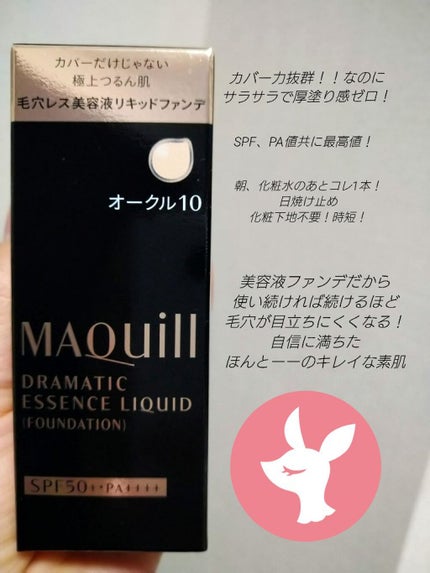 カバーだけじゃない
極上つるん肌
毛穴レス美容液リキッドファンデ
オークル10
MAQuill
DRAMATIC
ESSENCE LIQUID
(FOUNDATION)
SPF50++・PA++++
カバー力抜群！！なのに
サラサラで厚塗り感ゼロ！
SPF、PA値共に最高値！
朝、化粧水のあとコレ1本！
日焼け止め
化粧下地不要！時短！
美容液ファンデだから
使い続ければ続けるほど
毛穴が目立ちにくくなる！
自信に満ちた
ほんとーーのキレイな素肌